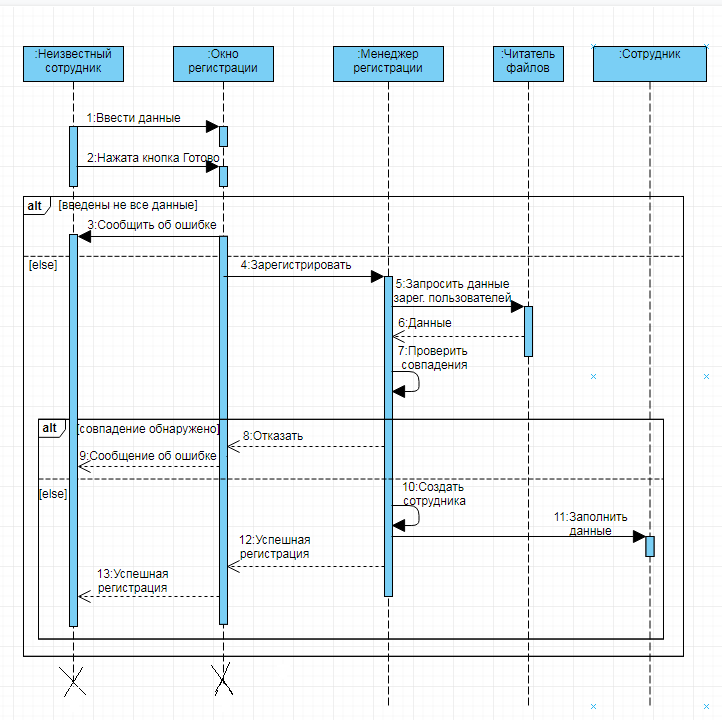 :Неизвестный
сотрудник
:Окно
регистрации
:Менеджер
регистрации
:Читатель
файлов
:Сотрудник
1:Ввести данные
2:Нажата кнопка Готово
alt
[введены не все данные]
3:Сообщить об ошибке
[else]
4:Зарегистрировать
5:Запросить данные
зарег. пользователей
6:Данные
7:Проверить
совпадения
alt
[совпадение обнаружено]
8:Отказать
9:Сообщение об ошибке
[else]
10:Создать
сотрудника
11:Заполнить
данные
12:Успешная
регистрация
13:Успешная
регистрация